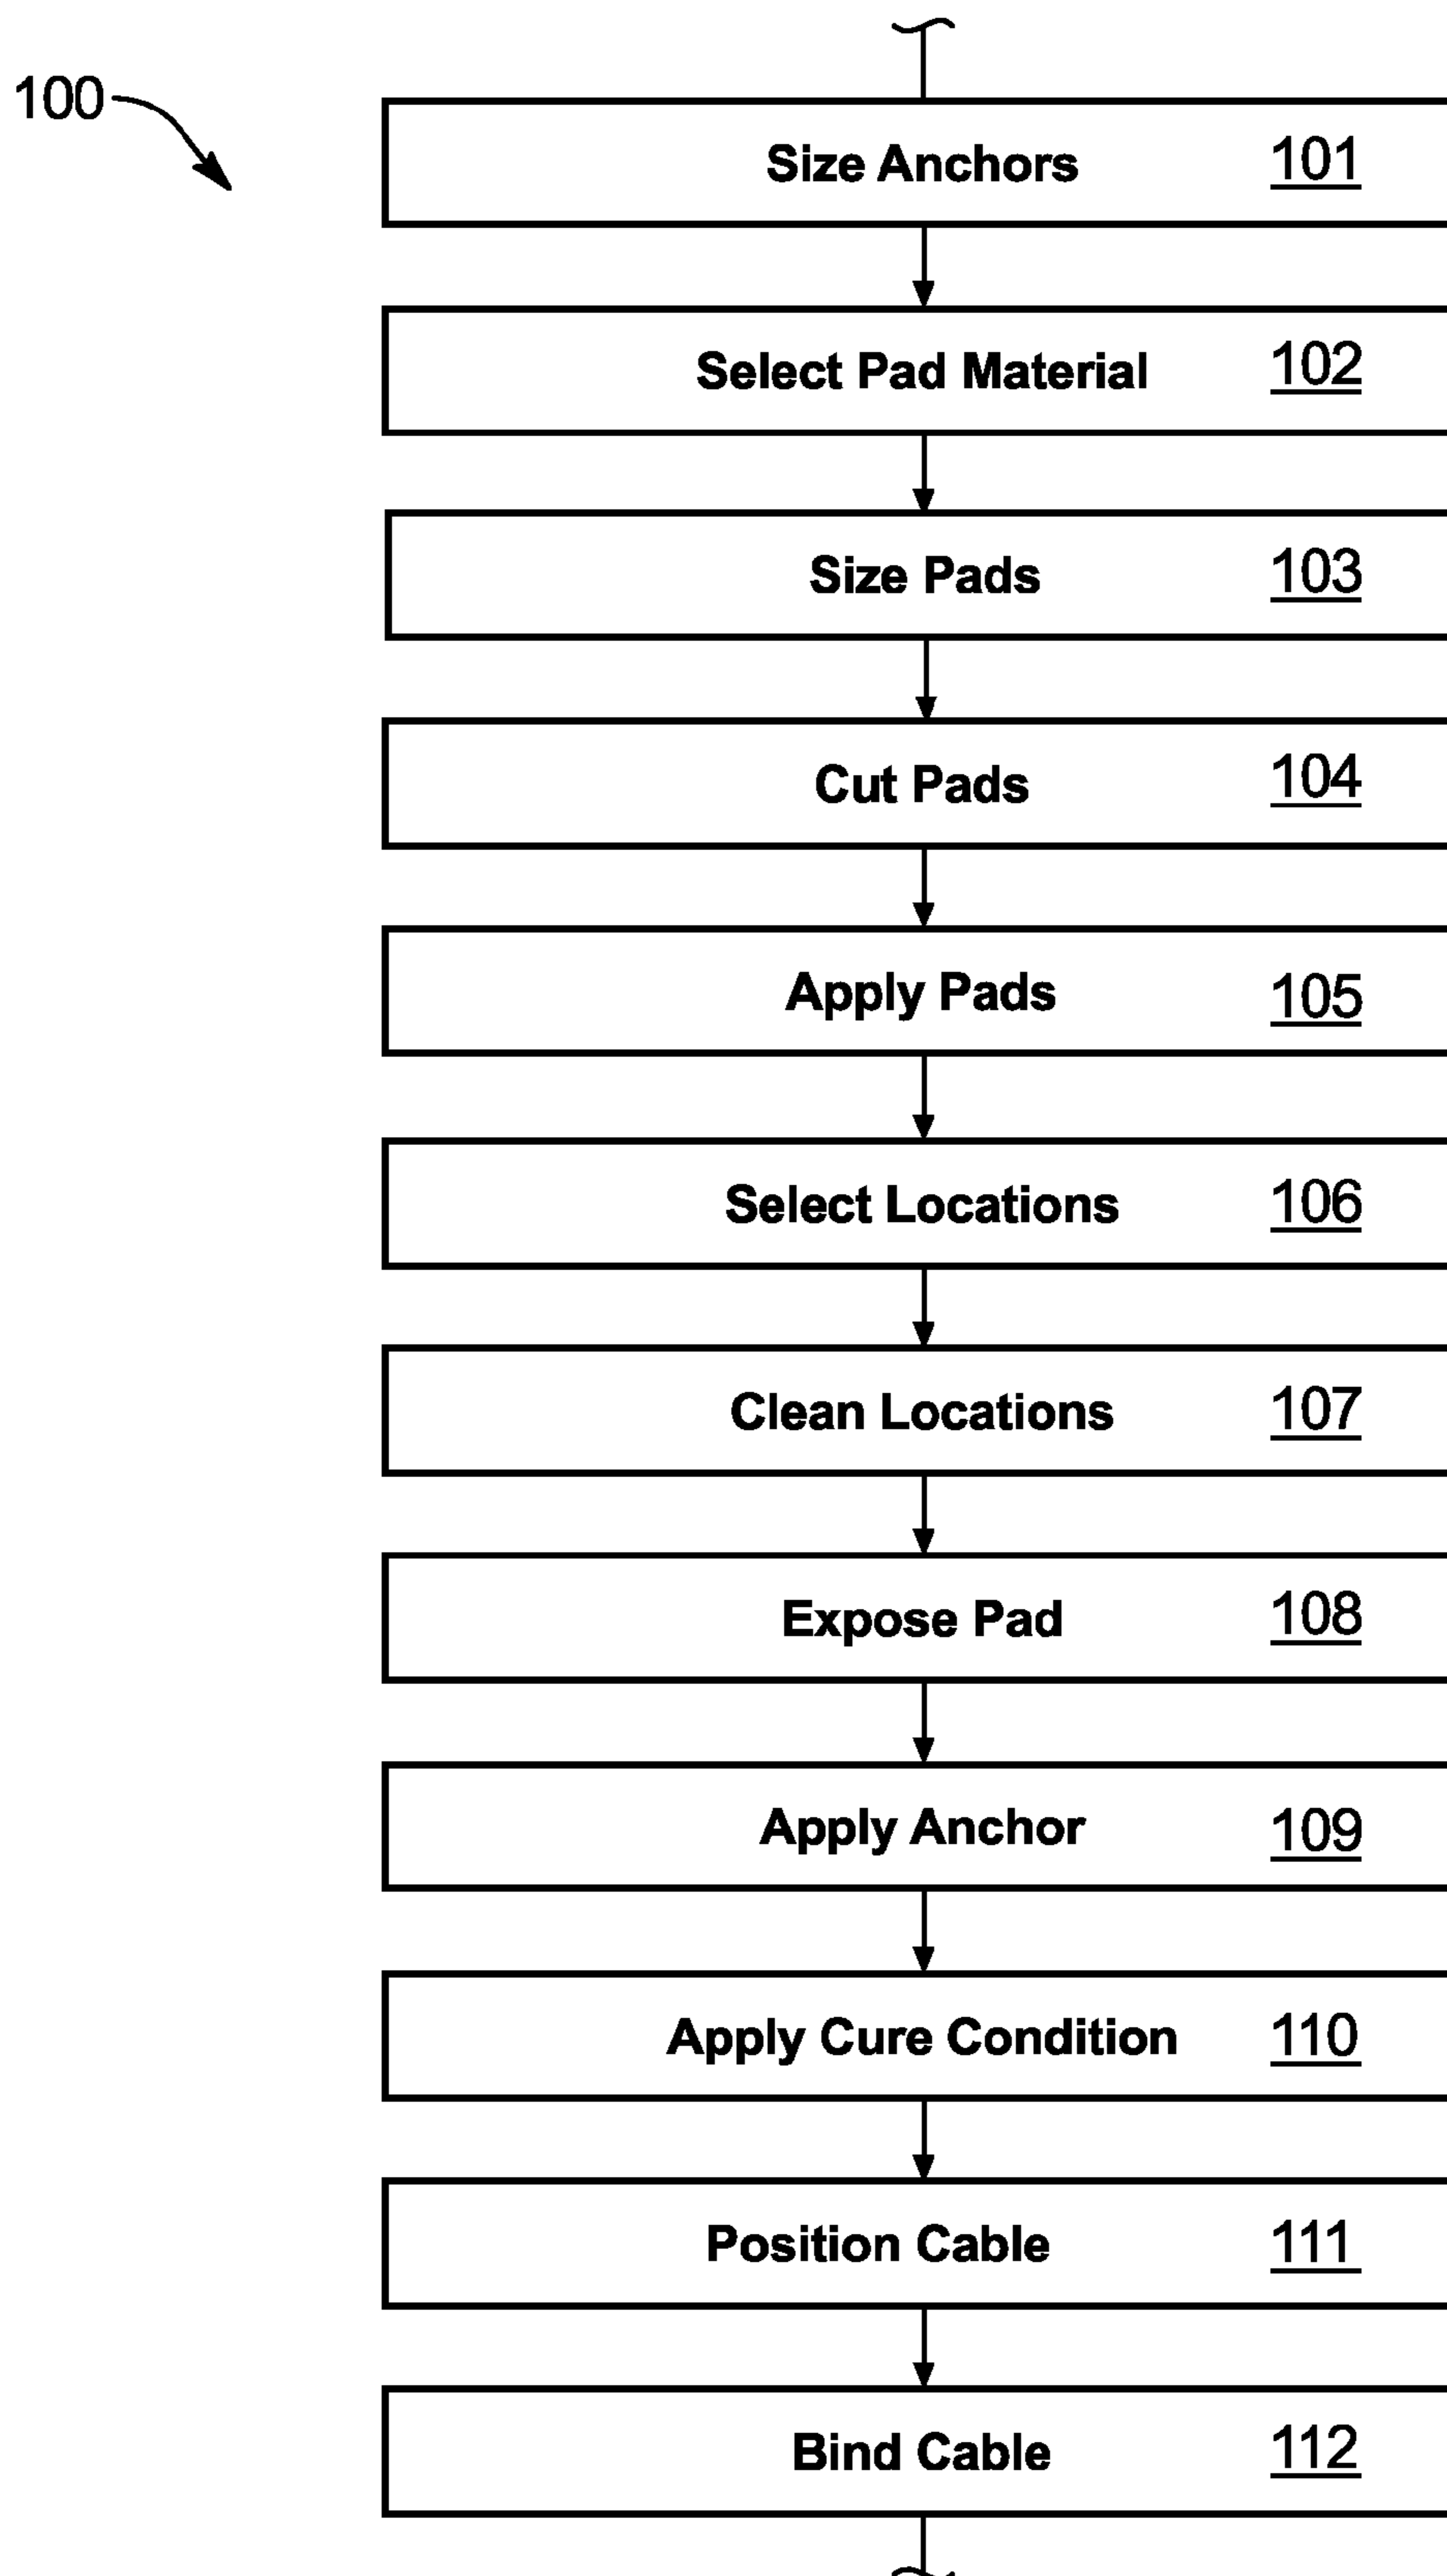 100
Size Anchors 101
Select Pad Material 102
Size Pads 103
Cut Pads 104
Apply Pads 105
Select Locations 106
Clean Locations 107
Expose Pad 108
Apply Anchor 109
Apply Cure Condition 110
Position Cable 111
Bind Cable 112